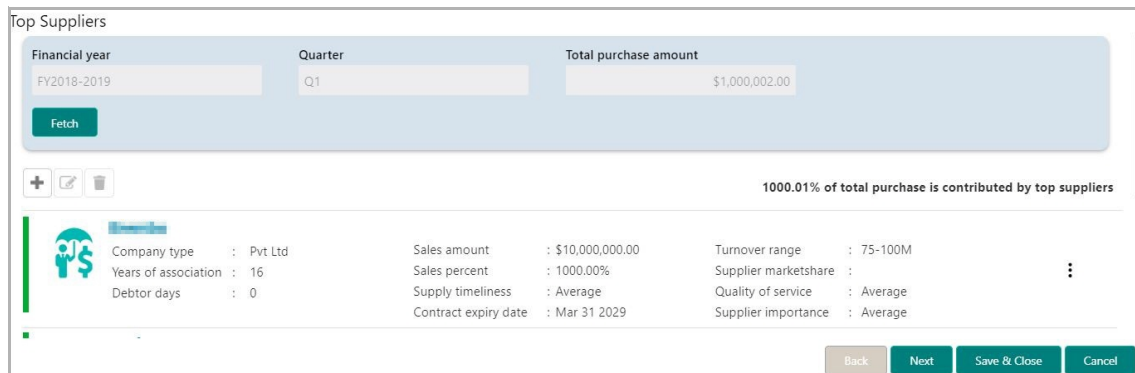 Top Suppliers
Financial year Quarter Total purchase amount
FY2018-2019 Q1 $1,000,002.00
Fetch
1000.01% of total purchase is contributed by top suppliers
Company type : Pvt Ltd Sales amount : $10,000,000.00 Turnover range : 75-100M
Years of association : 16 Sales percent : 1000.00% Supplier marketshare :
Debtor days : 0 Supply timeliness : Average Quality of service : Average
Contract expiry date : Mar 31 2029 Supplier importance : Average
Back Next Save & Close Cancel